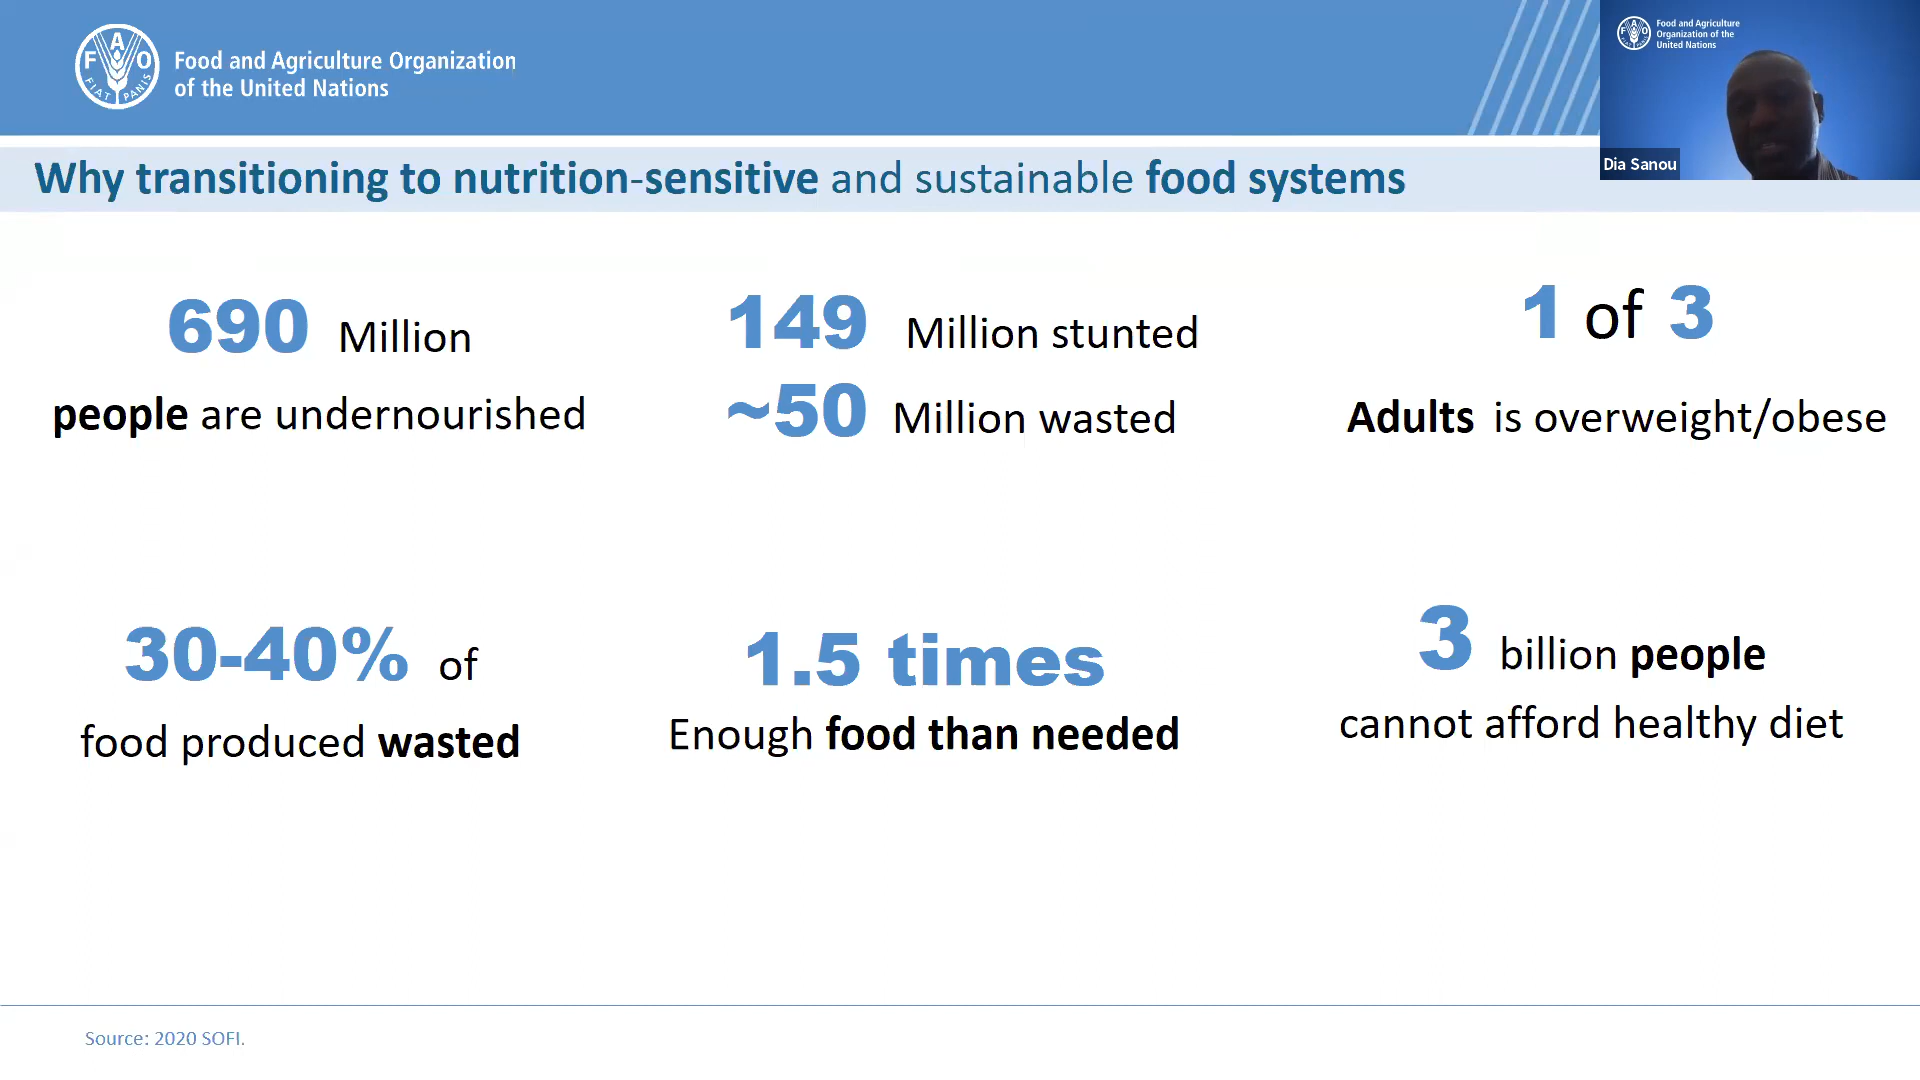 F A O
FIAT PANIS
Food and Agriculture Organization
of the United Nations
Food and Agriculture
Organization of the
United Nations
Dia Sanou
Why transitioning to nutrition-sensitive and sustainable food systems
690 Million
people are undernourished
149 Million stunted
~50 Million wasted
1 of 3
Adults is overweight/obese
30-40% of
food produced wasted
1.5 times
Enough food than needed
3 billion people
cannot afford healthy diet
Source: 2020 SOFI.